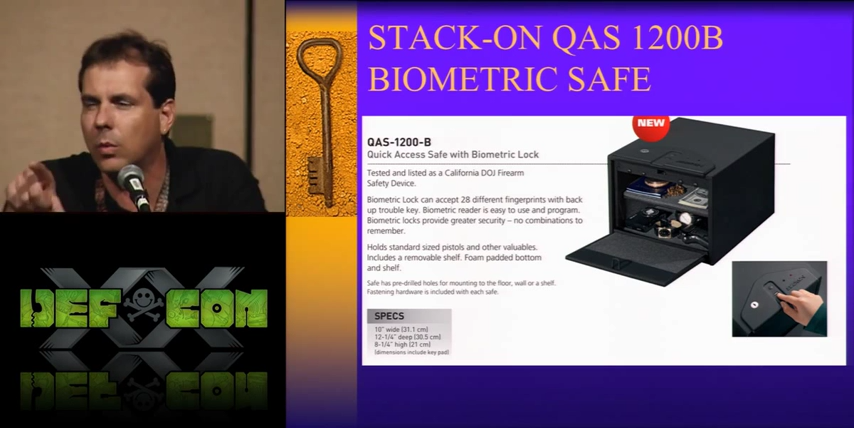 STACK-ON QAS 1200B
BIOMETRIC SAFE
NEW
QAS-1200-B
Quick Access Safe with Biometric Lock
Tested and listed as a California DOJ Firearm
Safety Device.
Biometric Lock can accept 28 different fingerprints with back
up trouble key. Biometric reader is easy to use and program.
Biometric locks provide greater security – no combinations to
remember.
Holds standard sized pistols and other valuables.
Includes a removable shelf. Foam padded bottom
and shelf.
Safe has pre-drilled holes for mounting to the floor, wall or a shelf.
Fastening hardware is included with each safe.
SPECS
10" wide (31.1 cm)
12-1/4" deep (30.5 cm)
8-1/4" high (21 cm)
(dimensions include key pad)
DEF CON
XX